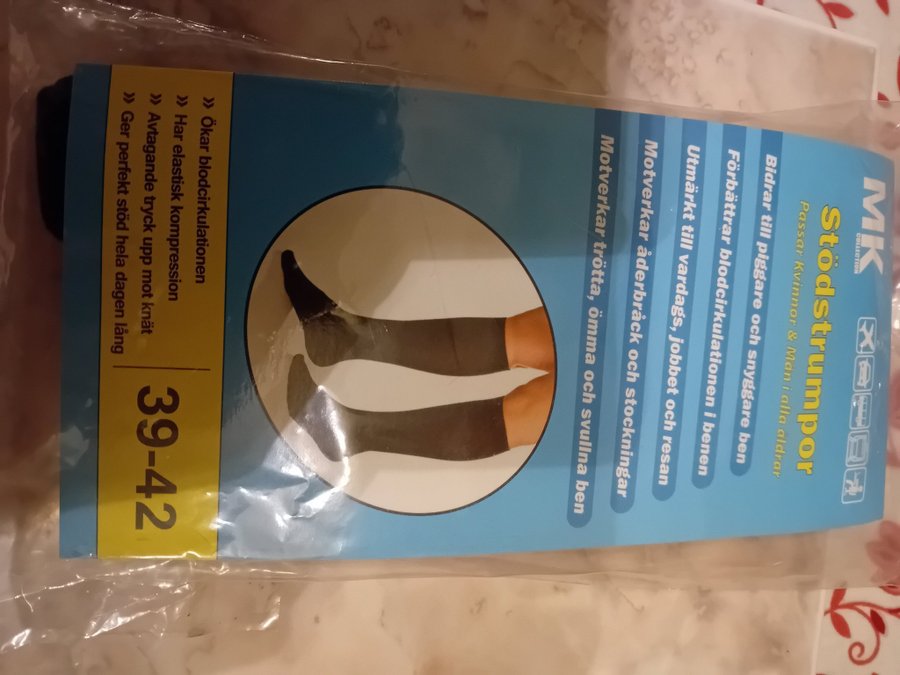 MK
COLLECTION
Stödstrumpor
Passar Kvinnor & Män i alla åldrar
Bidrar till piggare och snyggare ben
Förbättrar blodcirkulationen i benen
Utmärkt till vardags, jobbet och resan
Motverkar åderbråck och stockningar
Motverkar trötta, ömma och svullna ben
» Ökar blodcirkulationen
» Har elastisk kompression
» Avtagande tryck upp mot knät
» Ger perfekt stöd hela dagen lång
39-42